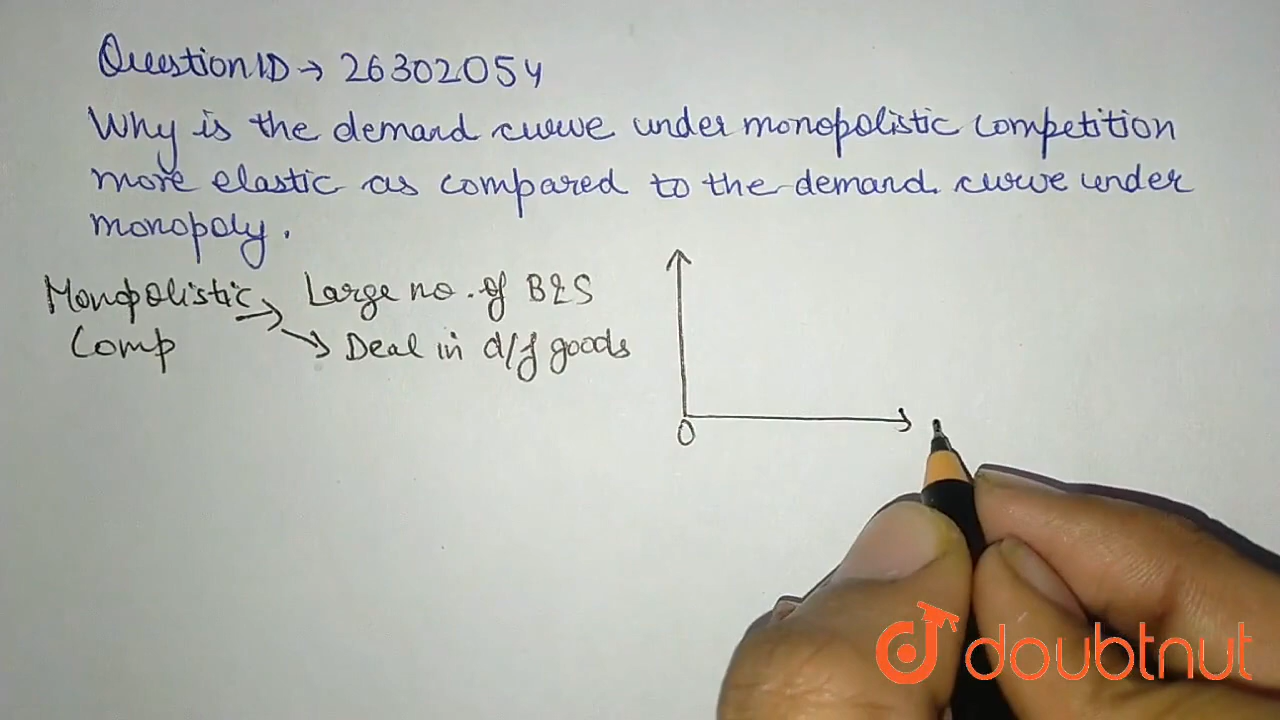 Question ID → 26302054
Why is the demand curve under monopolistic competition
more elastic as compared to the demand curve under
monopoly.
Monopolistic Large no. of B&S
Comp → Deal in d/f goods
O
doubtnut